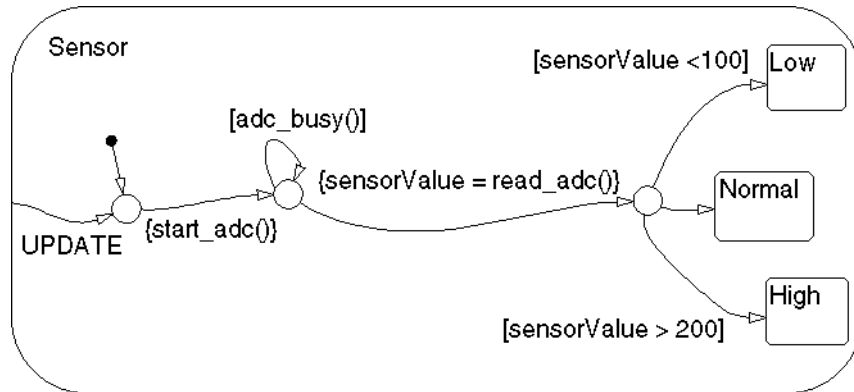 Sensor
[sensorValue <100]
Low
[adc_busy()]
{sensorValue = read_adc()}
Normal
{start_adc()}
UPDATE
High
[sensorValue > 200]